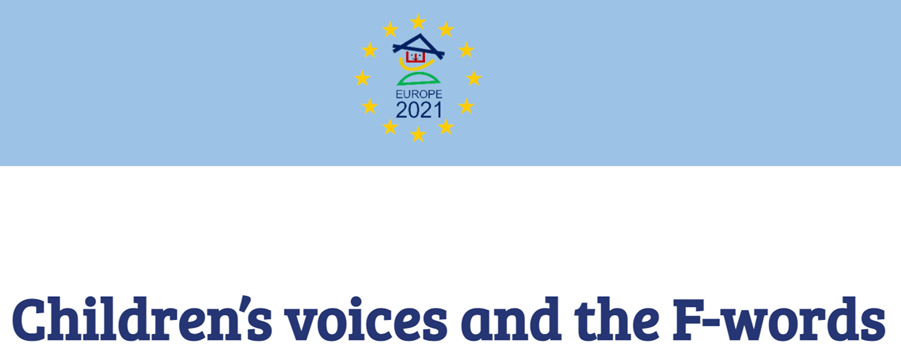 EUROPE
2021
Children’s voices and the F-words